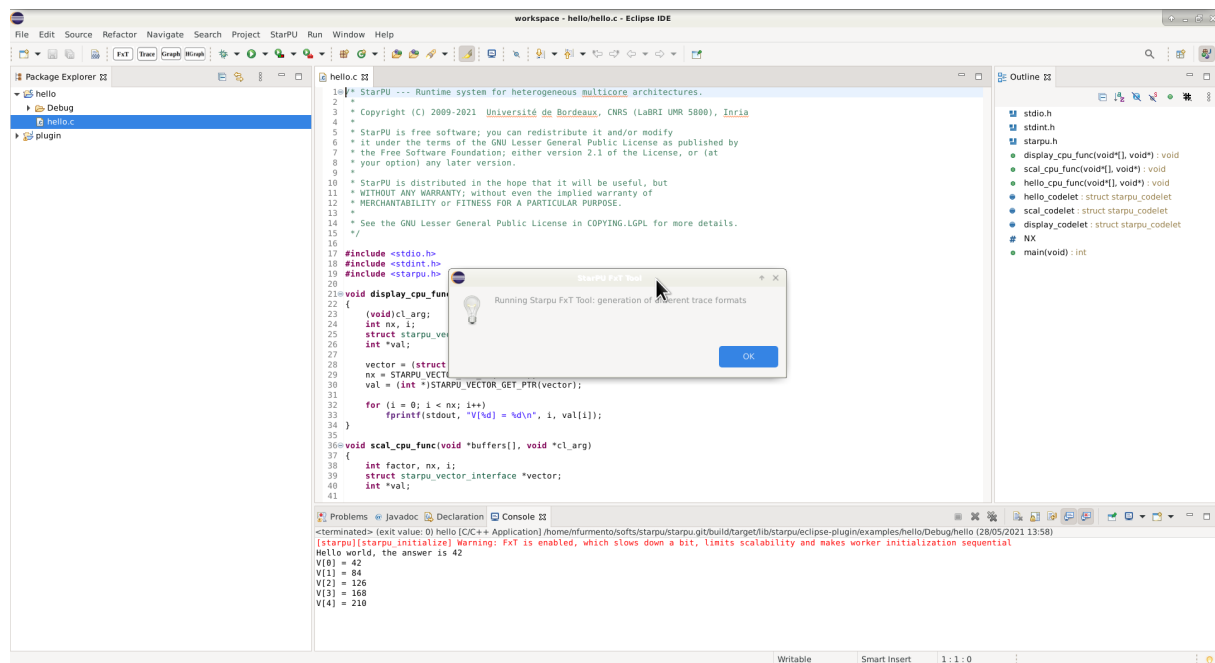 workspace - hello/hello.c - Eclipse IDE
File Edit Source Refactor Navigate Search Project StarPU Run Window Help
FxT Trace Graph HGraph
Package Explorer
hello
Debug
hello.c
plugin
hello.c
1 /* StarPU --- Runtime system for heterogeneous multicore architectures.
2 *
3 * Copyright (C) 2009-2021 Université de Bordeaux, CNRS (LaBRI UMR 5800), Inria
4 *
5 * StarPU is free software; you can redistribute it and/or modify
6 * it under the terms of the GNU Lesser General Public License as published by
7 * the Free Software Foundation; either version 2.1 of the License, or (at
8 * your option) any later version.
9 *
10 * StarPU is distributed in the hope that it will be useful, but
11 * WITHOUT ANY WARRANTY; without even the implied warranty of
12 * MERCHANTABILITY or FITNESS FOR A PARTICULAR PURPOSE.
13 *
14 * See the GNU Lesser General Public License in COPYING.LGPL for more details.
15 */
16
17 #include <stdio.h>
18 #include <stdint.h>
19 #include <starpu.h>
20
21 void display_cpu_func
22 {
23 (void)cl_arg;
24 int nx, i;
25 struct starpu_vec
26 int *val;
27
28 vector = (struct
29 nx = STARPU_VECTO
30 val = (int *)STARPU_VECTOR_GET_PTR(vector);
31
32 for (i = 0; i < nx; i++)
33 fprintf(stdout, "V[%d] = %d\n", i, val[i]);
34 }
35
36 void scal_cpu_func(void *buffers[], void *cl_arg)
37 {
38 int factor, nx, i;
39 struct starpu_vector_interface *vector;
40 int *val;
41
StarPU FxT Tool
Running Starpu FxT Tool: generation of different trace formats
OK
Outline
stdio.h
stdint.h
starpu.h
display_cpu_func(void*[], void*) : void
scal_cpu_func(void*[], void*) : void
hello_cpu_func(void*[], void*) : void
hello_codelet : struct starpu_codelet
scal_codelet : struct starpu_codelet
display_codelet : struct starpu_codelet
# NX
main(void) : int
Problems Javadoc Declaration Console
<terminated> (exit value: 0) hello [C/C++ Application] /home/nfurmento/softs/starpu/starpu.git/build/target/lib/starpu/eclipse-plugin/examples/hello/Debug/hello (28/05/2021 13:58)
[starpu][starpu_initialize] Warning: FxT is enabled, which slows down a bit, limits scalability and makes worker initialization sequential
Hello world, the answer is 42
V[0] = 42
V[1] = 84
V[2] = 126
V[3] = 168
V[4] = 210
Writable Smart Insert 1 : 1 : 0